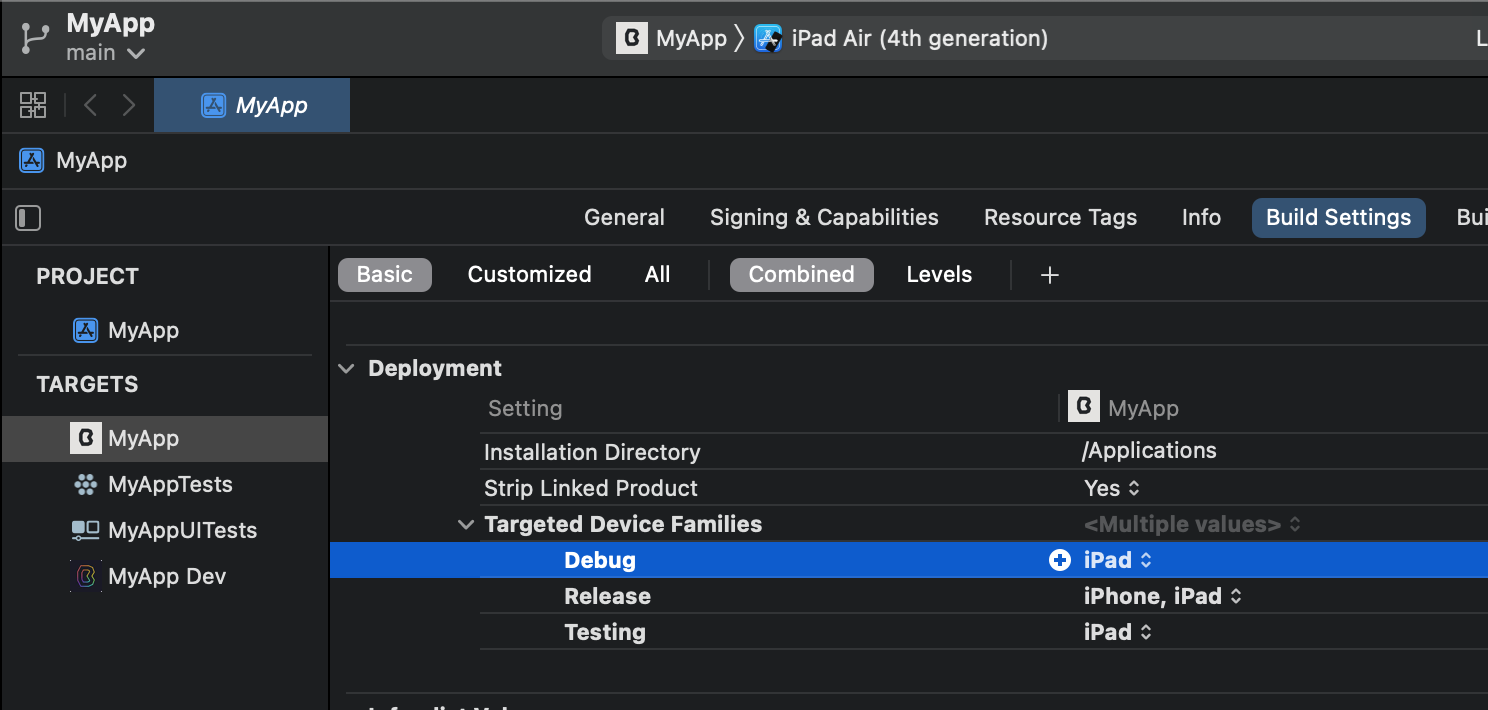 MyApp
main
MyApp iPad Air (4th generation)
MyApp
MyApp
General Signing & Capabilities Resource Tags Info Build Settings
PROJECT
MyApp
TARGETS
MyApp
MyAppTests
MyAppUITests
MyApp Dev
Basic Customized All Combined Levels +
Deployment
Setting MyApp
Installation Directory /Applications
Strip Linked Product Yes
Targeted Device Families <Multiple values>
Debug iPad
Release iPhone, iPad
Testing iPad